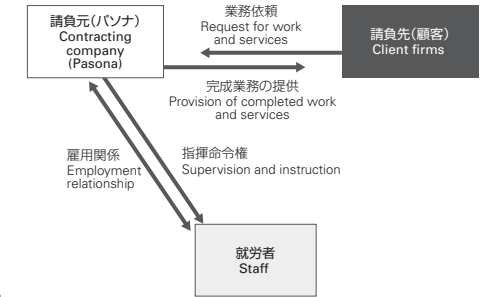 請負元(パソナ)
Contracting
company
(Pasona)
業務依頼
Request for work
and services
請負先(顧客)
Client firms
完成業務の提供
Provision of completed work
and services
雇用関係
Employment
relationship
指揮命令権
Supervision and instruction
就労者
Staff